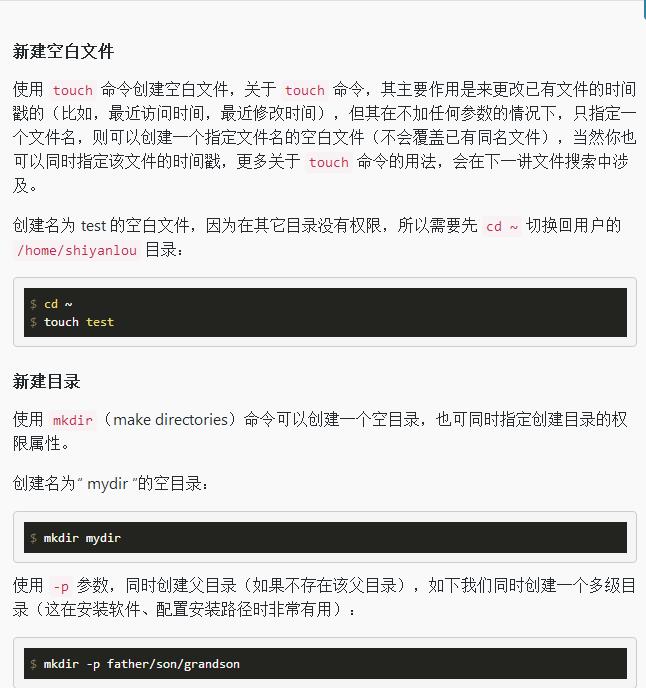 新建空白文件
使用 touch 命令创建空白文件，关于 touch 命令，其主要作用是来更改已有文件的时间
戳的（比如，最近访问时间，最近修改时间），但其在不加任何参数的情况下，只指定一
个文件名，则可以创建一个指定文件名的空白文件（不会覆盖已有同名文件），当然你也
可以同时指定该文件的时间戳，更多关于 touch 命令的用法，会在下一讲文件搜索中涉
及。
创建名为 test 的空白文件，因为在其它目录没有权限，所以需要先 cd ~ 切换回用户的
/home/shiyanlou 目录：
$ cd ~
$ touch test
新建目录
使用 mkdir（make directories）命令可以创建一个空目录，也可同时指定创建目录的权
限属性。
创建名为“ mydir ”的空目录：
$ mkdir mydir
使用 -p 参数，同时创建父目录（如果不存在该父目录），如下我们同时创建一个多级目
录（这在安装软件、配置安装路径时非常有用）：
$ mkdir -p father/son/grandson